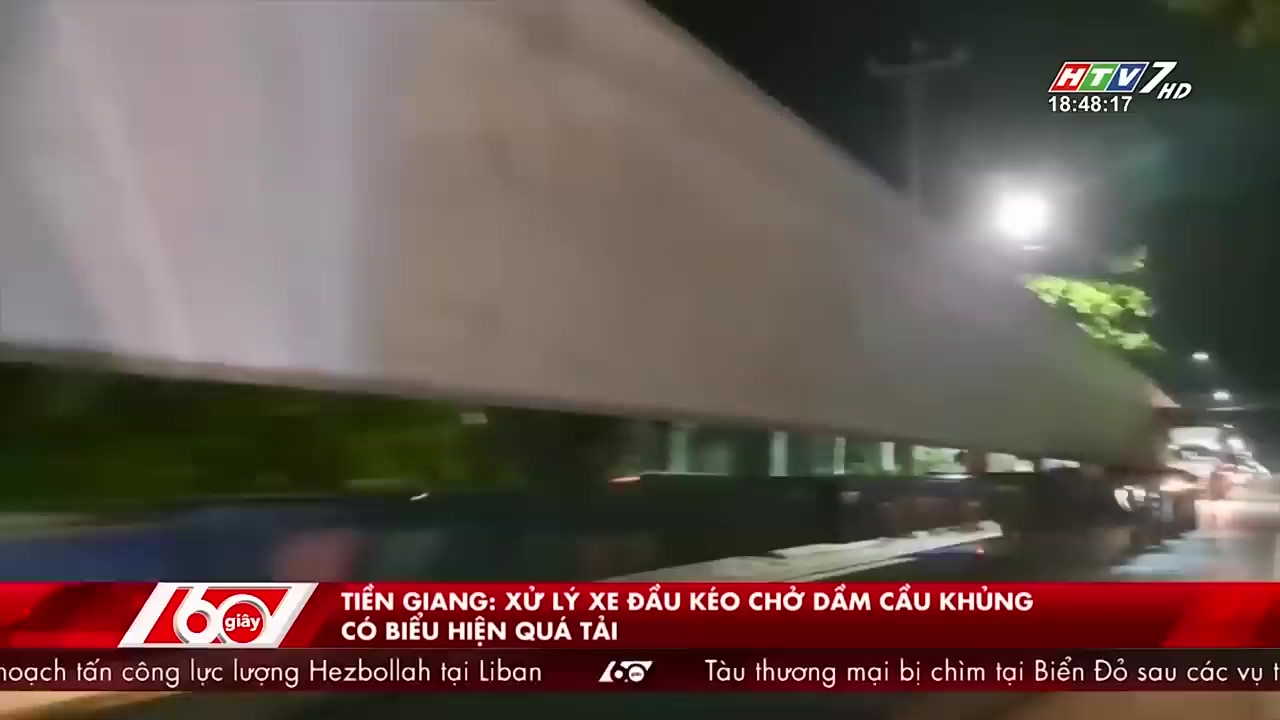 HTV7 HD
18:48:17
60 giây
TIỀN GIANG: XỬ LÝ XE ĐẦU KÉO CHỞ DẦM CẦU KHỦNG
CÓ BIỂU HIỆN QUÁ TẢI
hoạch tấn công lực lượng Hezbollah tại Liban 60 giây Tàu thương mại bị chìm tại Biển Đỏ sau các vụ t